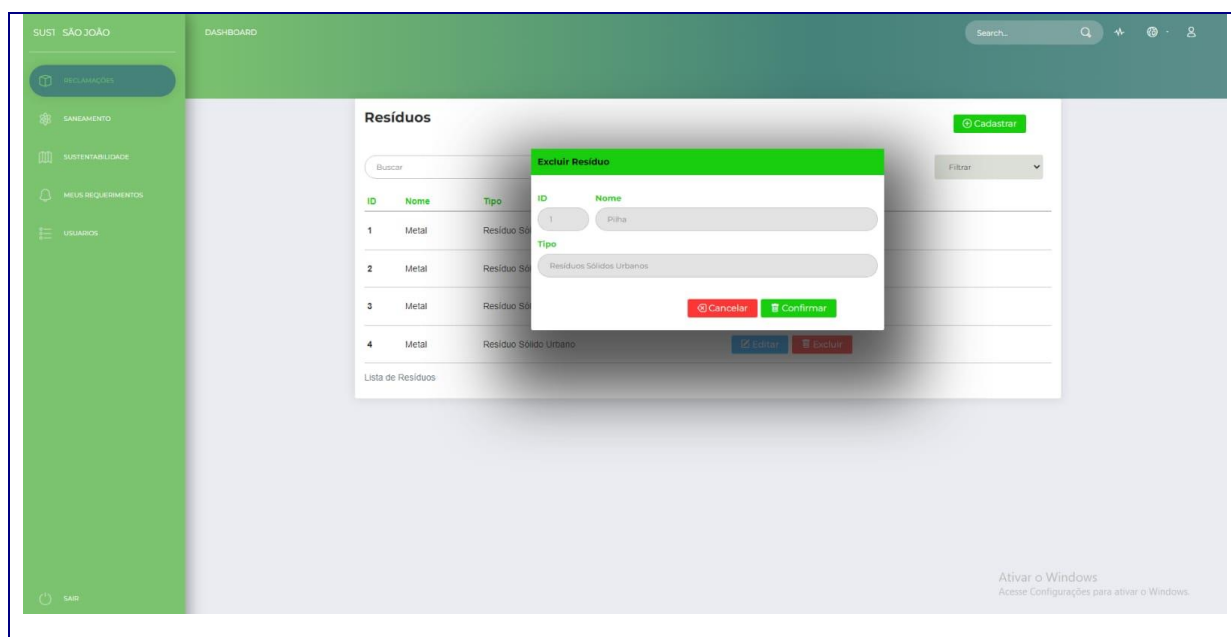 SUST SÃO JOÃO
DASHBOARD
Search...
RECLAMAÇÕES
SANEAMENTO
SUSTENTABILIDADE
MEUS REQUERIMENTOS
USUARIOS
SAIR
Resíduos
Cadastrar
Buscar
Filtrar
ID Nome Tipo
1 Metal Resíduo
2 Metal Resíduo
3 Metal Resíduo
4 Metal Resíduo Sólido Urbano Editar Excluir
Lista de Resíduos
Excluir Resíduo
ID Nome
1 Pilha
Tipo
Resíduos Sólidos Urbanos
Cancelar Confirmar
Ativar o Windows
Acesse Configurações para ativar o Windows.